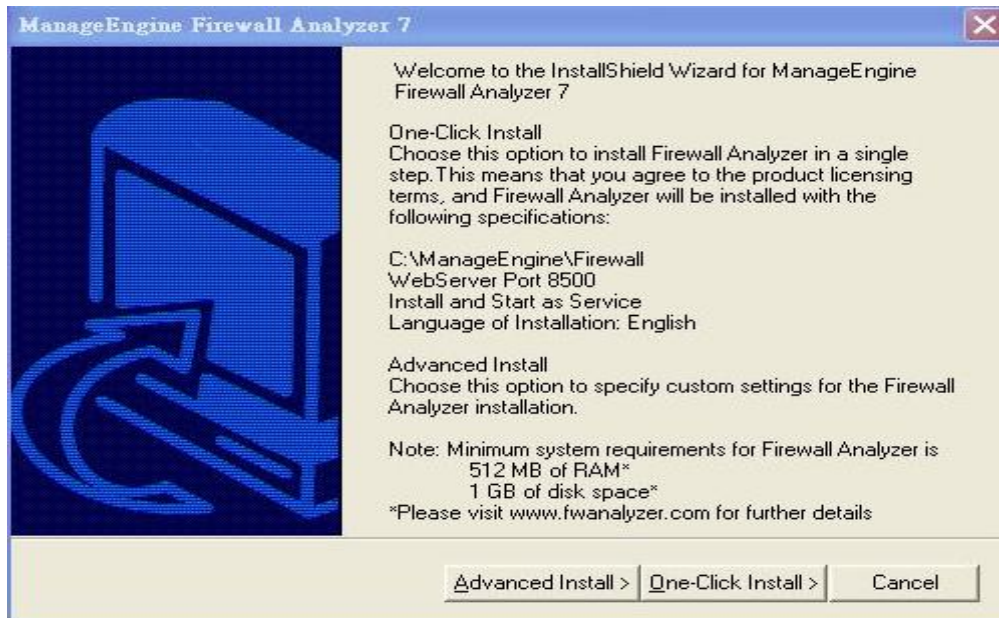 ManageEngine Firewall Analyzer 7
Welcome to the InstallShield Wizard for ManageEngine
Firewall Analyzer 7
One-Click Install
Choose this option to install Firewall Analyzer in a single
step.This means that you agree to the product licensing
terms, and Firewall Analyzer will be installed with the
following specifications:
C:\ManageEngine\Firewall
WebServer Port 8500
Install and Start as Service
Language of Installation: English
Advanced Install
Choose this option to specify custom settings for the Firewall
Analyzer installation.
Note: Minimum system requirements for Firewall Analyzer is
512 MB of RAM*
1 GB of disk space*
*Please visit www.fwanalyzer.com for further details
Advanced Install > One-Click Install > Cancel